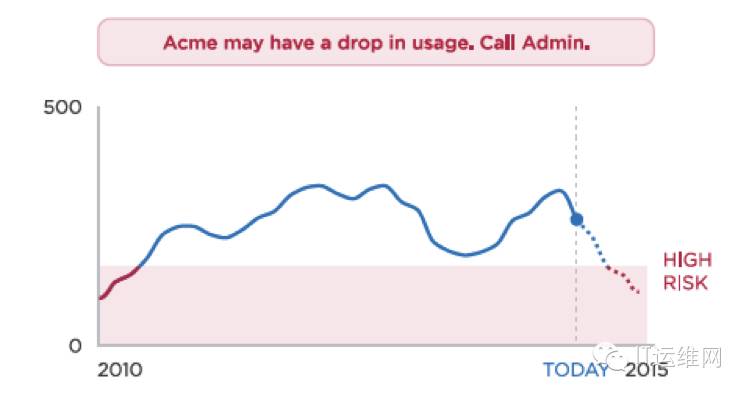 Acme may have a drop in usage. Call Admin.
500
HIGH
RISK
0
2010
TODAY
2015
IT运维网